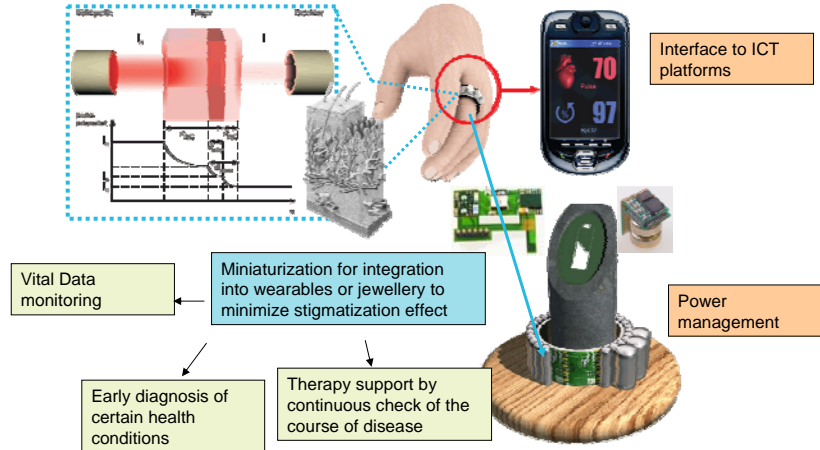 Finger
I
Interface to ICT
platforms
70
Pulse
97
Vital Data
monitoring
Miniaturization for integration
into wearables or jewellery to
minimize stigmatization effect
Power
management
Early diagnosis of
certain health
conditions
Therapy support by
continuous check of the
course of disease